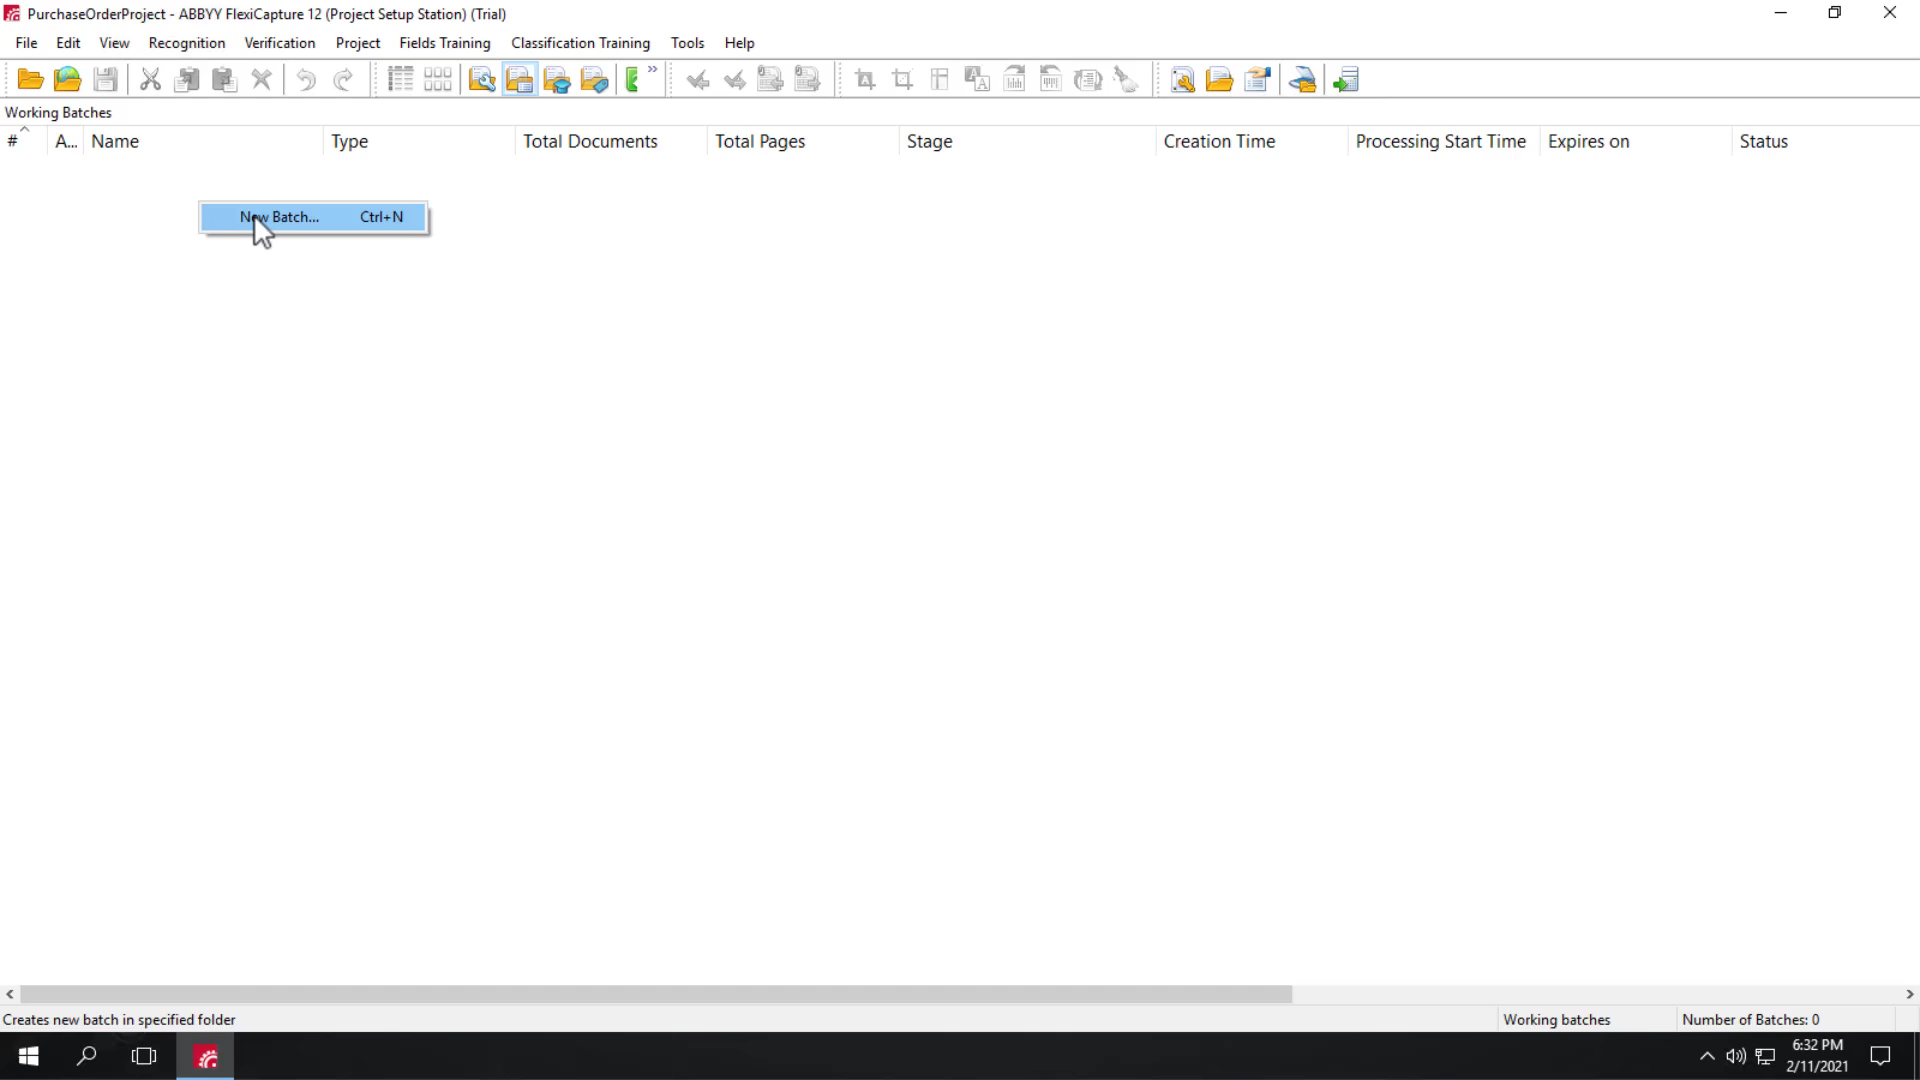 PurchaseOrderProject - ABBYY FlexiCapture 12 (Project Setup Station) (Trial)
File Edit View Recognition Verification Project Fields Training Classification Training Tools Help
Working Batches
# A... Name Type Total Documents Total Pages Stage Creation Time Processing Start Time Expires on Status
New Batch... Ctrl+N
Creates new batch in specified folder Working batches Number of Batches: 0
6:32 PM
2/11/2021